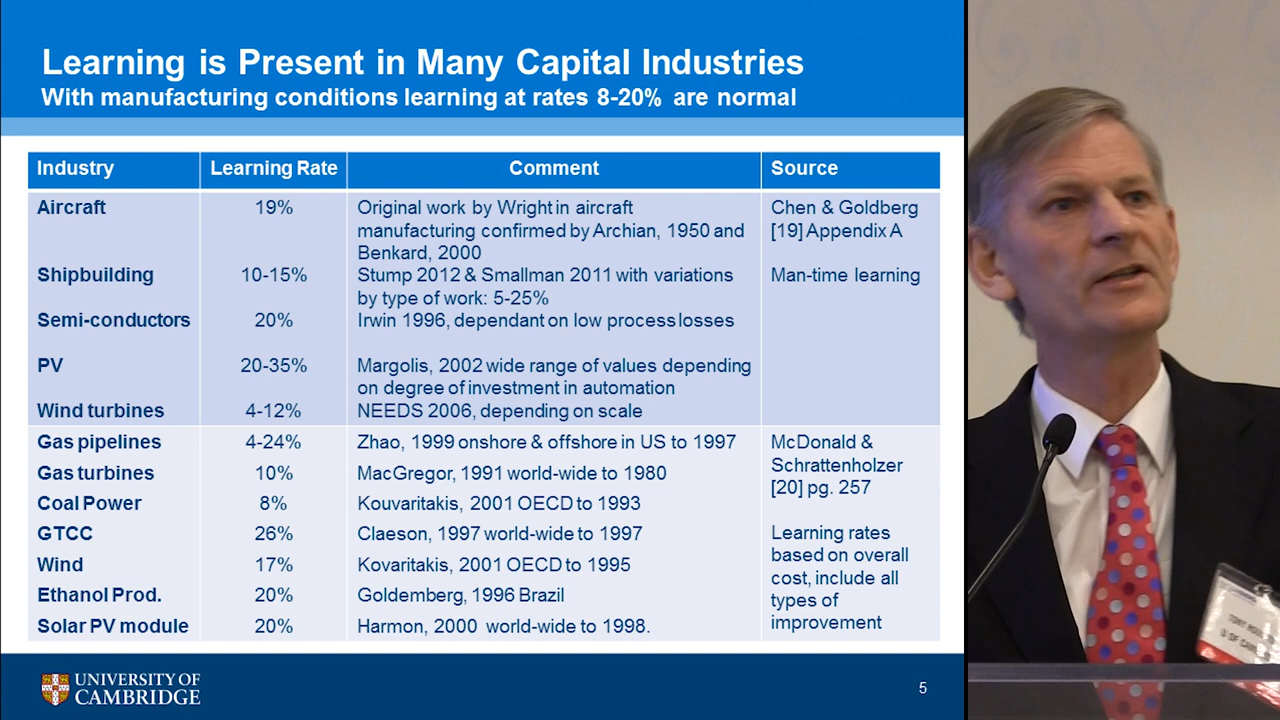 Learning is Present in Many Capital Industries
With manufacturing conditions learning at rates 8-20% are normal
Industry Learning Rate Comment Source
Aircraft 19% Original work by Wright in aircraft
manufacturing confirmed by Archian, 1950 and
Benkard, 2000
Chen & Goldberg
[19] Appendix A
Shipbuilding 10-15% Stump 2012 & Smallman 2011 with variations
by type of work: 5-25%
Man-time learning
Semi-conductors 20% Irwin 1996, dependant on low process losses
PV 20-35% Margolis, 2002 wide range of values depending
on degree of investment in automation
Wind turbines 4-12% NEEDS 2006, depending on scale
Gas pipelines 4-24% Zhao, 1999 onshore & offshore in US to 1997
Gas turbines 10% MacGregor, 1991 world-wide to 1980
Coal Power 8% Kouvaritakis, 2001 OECD to 1993
GTCC 26% Claeson, 1997 world-wide to 1997
Wind 17% Kovaritakis, 2001 OECD to 1995
Ethanol Prod. 20% Goldemberg, 1996 Brazil
Solar PV module 20% Harmon, 2000 world-wide to 1998.
McDonald &
Schrattenholzer
[20] pg. 257
Learning rates
based on overall
cost, include all
types of
improvement
UNIVERSITY OF
CAMBRIDGE
5
TONY
U OF